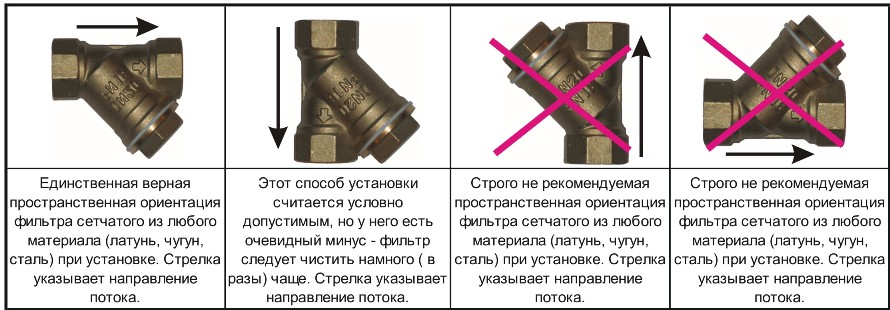 Единственная верная
пространственная ориентация
фильтра сетчатого из любого
материала (латунь, чугун,
сталь) при установке. Стрелка
указывает направление
потока.
Этот способ установки
считается условно
допустимым, но у него есть
очевидный минус - фильтр
следует чистить намного ( в
разы) чаще. Стрелка указывает
направление потока.
Строго не рекомендуемая
пространственная ориентация
фильтра сетчатого из любого
материала (латунь, чугун,
сталь) при установке. Стрелка
указывает направление
потока.
Строго не рекомендуемая
пространственная ориентация
фильтра сетчатого из любого
материала (латунь, чугун,
сталь) при установке. Стрелка
указывает направление
потока.